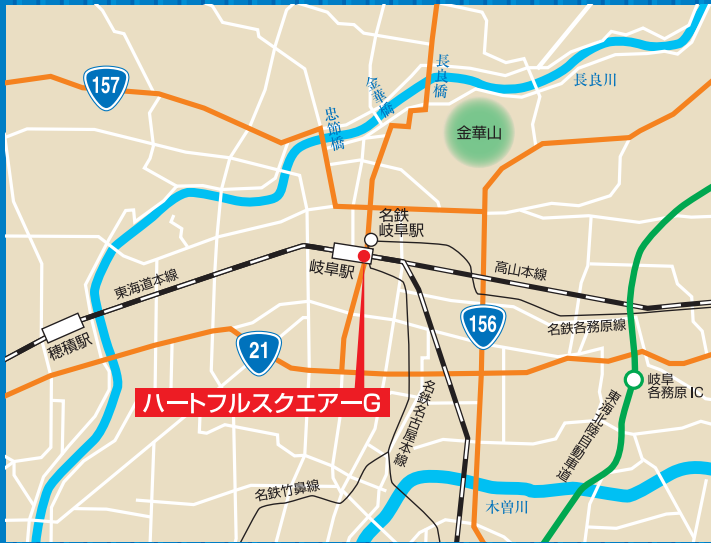 157
忠節橋
金華橋
長良橋
長良川
金華山
名鉄
岐阜駅
岐阜駅
東海道本線
高山本線
穂積駅
21
156
名鉄各務原線
ハートフルスクエアーG
岐阜
各務原IC
名鉄名古屋本線
東海北陸自動車道
名鉄竹鼻線
木曽川